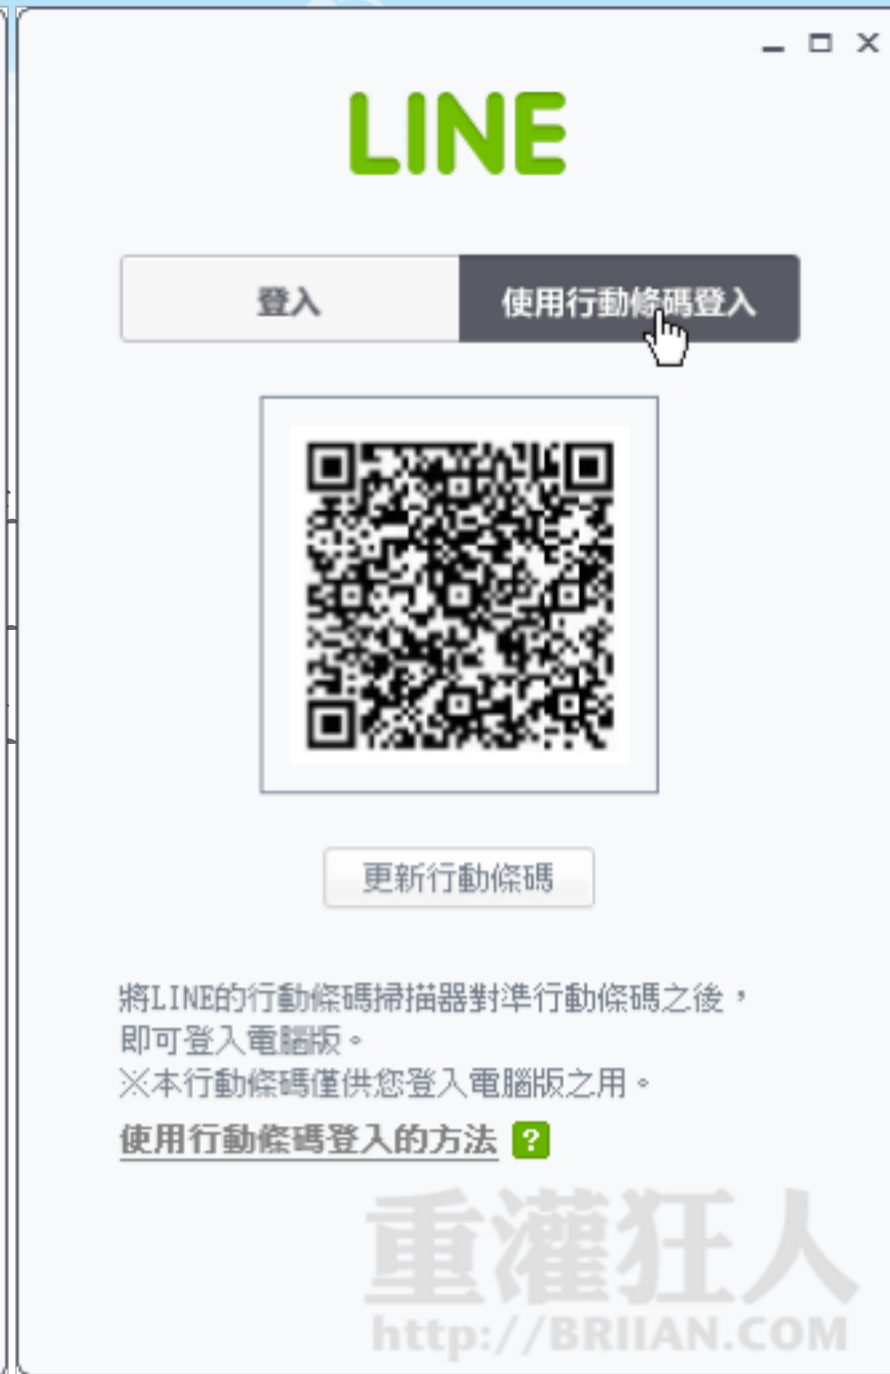 LINE
登入
使用行動條碼登入
更新行動條碼
將LINE的行動條碼掃描器對準行動條碼之後，
即可登入電腦版。
※本行動條碼僅供您登入電腦版之用。
使用行動條碼登入的方法 ?
重灌狂人
http://BRIIAN.COM